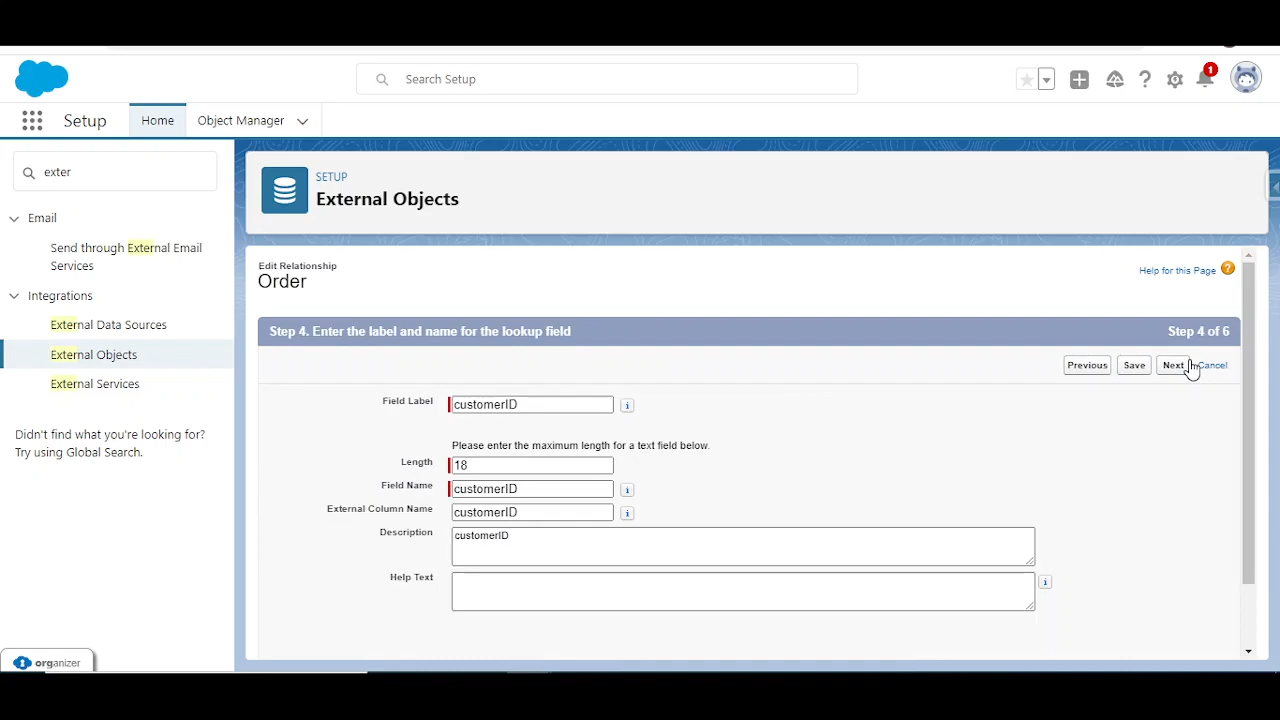 Search Setup
1
Setup
Home
Object Manager
exter
Email
Send through External Email
Services
Integrations
External Data Sources
External Objects
External Services
Didn't find what you're looking for?
Try using Global Search.
organizer
SETUP
External Objects
Edit Relationship
Order
Help for this Page ?
Step 4. Enter the label and name for the lookup field
Step 4 of 6
Previous
Save
Next
Cancel
Field Label
customerID
i
Please enter the maximum length for a text field below.
Length
18
Field Name
customerID
i
External Column Name
customerID
i
Description
customerID
Help Text
i